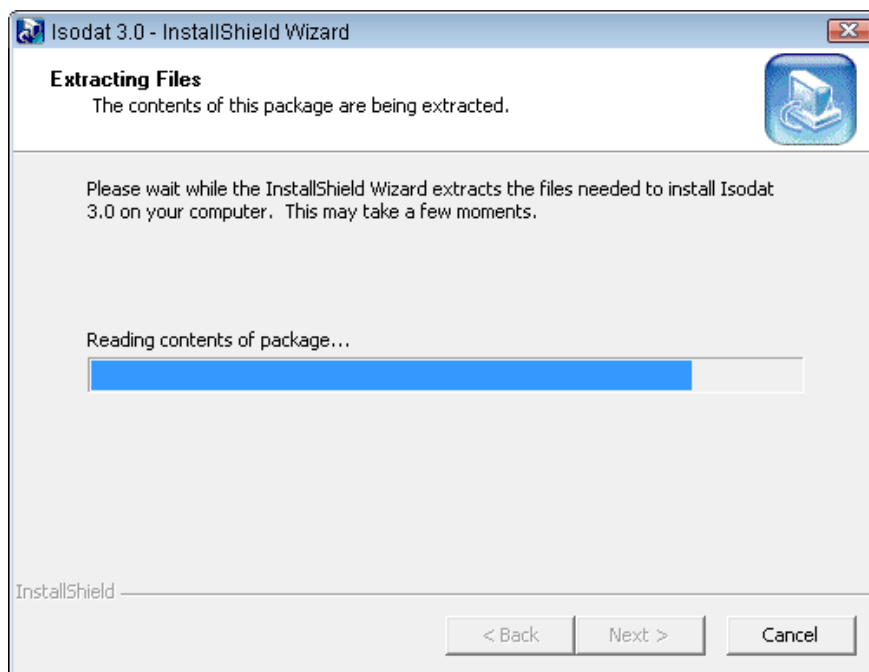 Isodat 3.0 - InstallShield Wizard
Extracting Files
The contents of this package are being extracted.
Please wait while the InstallShield Wizard extracts the files needed to install Isodat
3.0 on your computer.  This may take a few moments.
Reading contents of package...
InstallShield
< Back
Next >
Cancel